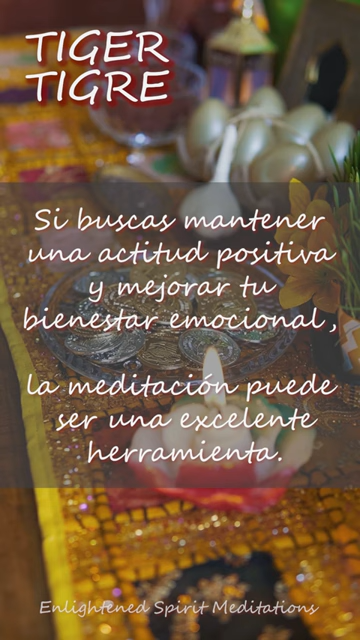 TIGER
TIGRE
Si buscas mantener
una actitud positiva
y mejorar tu
bienestar emocional,
la meditación puede
ser una excelente
herramienta.
Enlightened Spirit Meditations